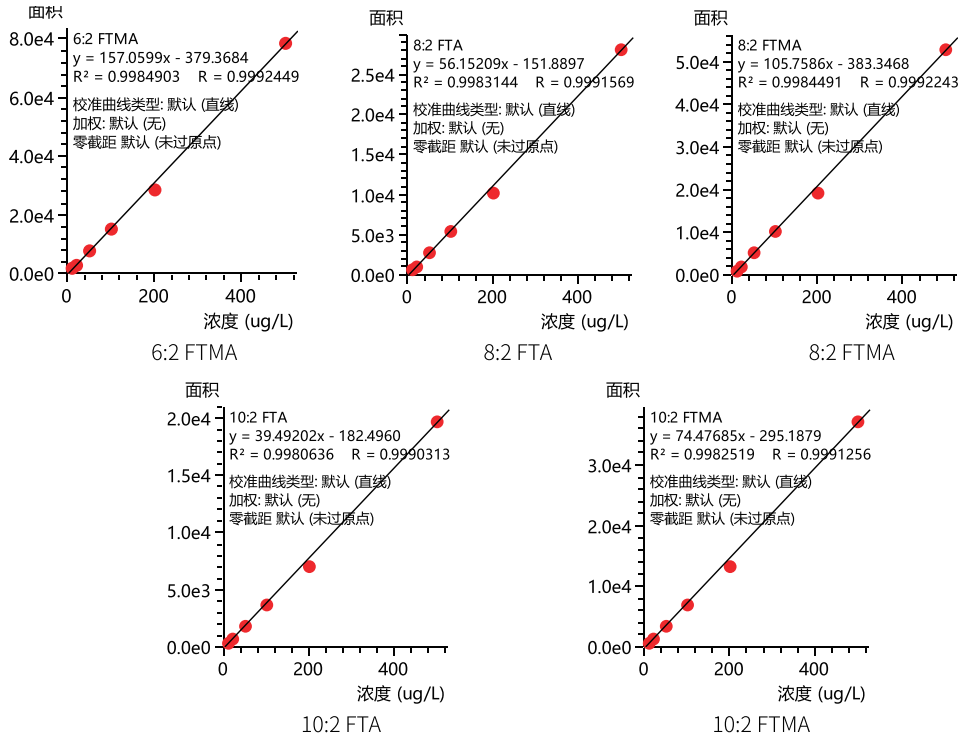 面积
8.0e4
6.0e4
4.0e4
2.0e4
0.0e0
6:2 FTMA
y = 157.0599x - 379.3684
R² = 0.9984903 R = 0.9992449
校准曲线类型: 默认 (直线)
加权: 默认 (无)
零截距 默认 (未过原点)
0 200 400
浓度 (ug/L)
6:2 FTMA
面积
2.5e4
2.0e4
1.5e4
1.0e4
5.0e3
0.0e0
8:2 FTA
y = 56.15209x - 151.8897
R² = 0.9983144 R = 0.9991569
校准曲线类型: 默认 (直线)
加权: 默认 (无)
零截距 默认 (未过原点)
0 200 400
浓度 (ug/L)
8:2 FTA
面积
5.0e4
4.0e4
3.0e4
2.0e4
1.0e4
0.0e0
8:2 FTMA
y = 105.7586x - 383.3468
R² = 0.9984491 R = 0.9992243
校准曲线类型: 默认 (直线)
加权: 默认 (无)
零截距 默认 (未过原点)
0 200 400
浓度 (ug/L)
8:2 FTMA
面积
2.0e4
1.5e4
1.0e4
5.0e3
0.0e0
10:2 FTA
y = 39.49202x - 182.4960
R² = 0.9980636 R = 0.9990313
校准曲线类型: 默认 (直线)
加权: 默认 (无)
零截距 默认 (未过原点)
0 200 400
浓度 (ug/L)
10:2 FTA
面积
3.0e4
2.0e4
1.0e4
0.0e0
10:2 FTMA
y = 74.47685x - 295.1879
R² = 0.9982519 R = 0.9991256
校准曲线类型: 默认 (直线)
加权: 默认 (无)
零截距 默认 (未过原点)
0 200 400
浓度 (ug/L)
10:2 FTMA